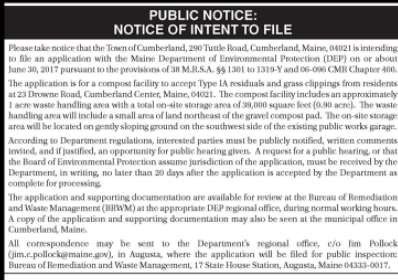 PUBLIC NOTICE:
NOTICE OF INTENT TO FILE
Please take notice that the Town of Cumberland, 290 Tuttle Road, Cumberland, Maine, 04021 is intending
to file an application with the Maine Department of Environmental Protection (DEP) on or about
June 30, 2017 pursuant to the provisions of 38 M.R.S.A. §§ 1301 to 1319-Y and 06-096 CMR Chapter 400.
The application is for a compost facility to accept Type IA residuals and grass clippings from residents
at 23 Drowne Road, Cumberland Center, Maine, 04021. The compost facility includes an approximately
1 acre waste handling area with a total on-site storage area of 39,000 square feet (0.90 acre). The waste
handling area will include a small area of land northeast of the gravel compost pad. The on-site storage
area will be located on gently sloping ground on the southwest side of the existing public works garage.
According to Department regulations, interested parties must be publicly notified, written comments
invited, and if justified, an opportunity for public hearing given. A request for a public hearing, or that
the Board of Environmental Protection assume jurisdiction of the application, must be received by the
Department, in writing, no later than 20 days after the application is accepted by the Department as
complete for processing.
The application and supporting documentation are available for review at the Bureau of Remediation
and Waste Management (BRWM) at the appropriate DEP regional office, during normal working hours.
A copy of the application and supporting documentation may also be seen at the municipal office in
Cumberland, Maine.
All correspondence may be sent to the Department's regional office, c/o Jim Pollock
(jim.c.pollock@maine.gov), in Augusta, where the application will be filed for public inspection:
Bureau of Remediation and Waste Management, 17 State House Station, Augusta, Maine 04333-0017.